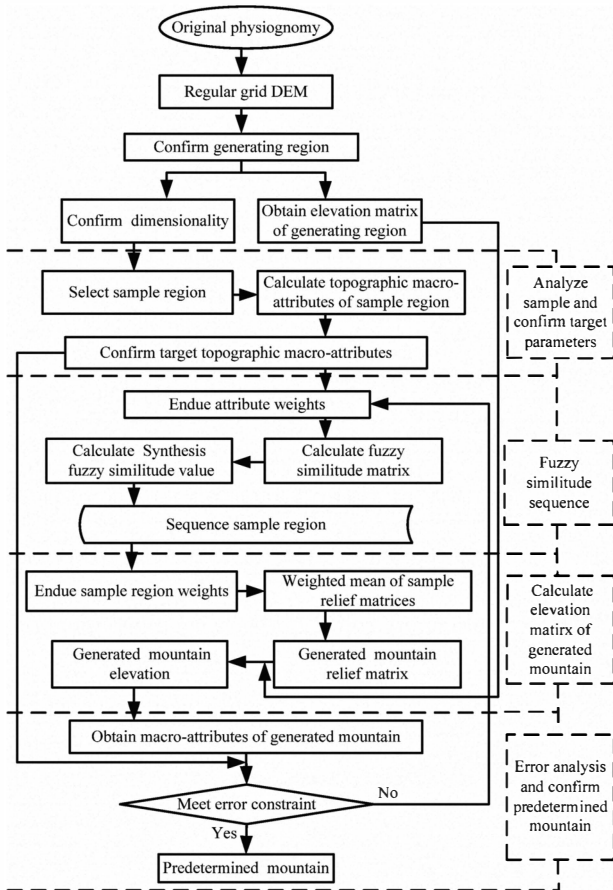 Original physiognomy
Regular grid DEM
Confirm generating region
Confirm dimensionality
Obtain elevation matrix
of generating region
Select sample region
Calculate topographic macro-
attributes of sample region
Analyze
sample and
confirm target
parameters
Confirm target topographic macro-attributes
Endue attribute weights
Calculate Synthesis
fuzzy similitude value
Calculate fuzzy
similitude matrix
Fuzzy
similitude
sequence
Sequence sample region
Endue sample region weights
Weighted mean of sample
relief matrices
Calculate
elevation
matirx of
generated
mountain
Generated mountain
elevation
Generated mountain
relief matrix
Obtain macro-attributes of generated mountain
Error analysis
and confirm
predetermined
mountain
Meet error constraint
No
Yes
Predetermined mountain